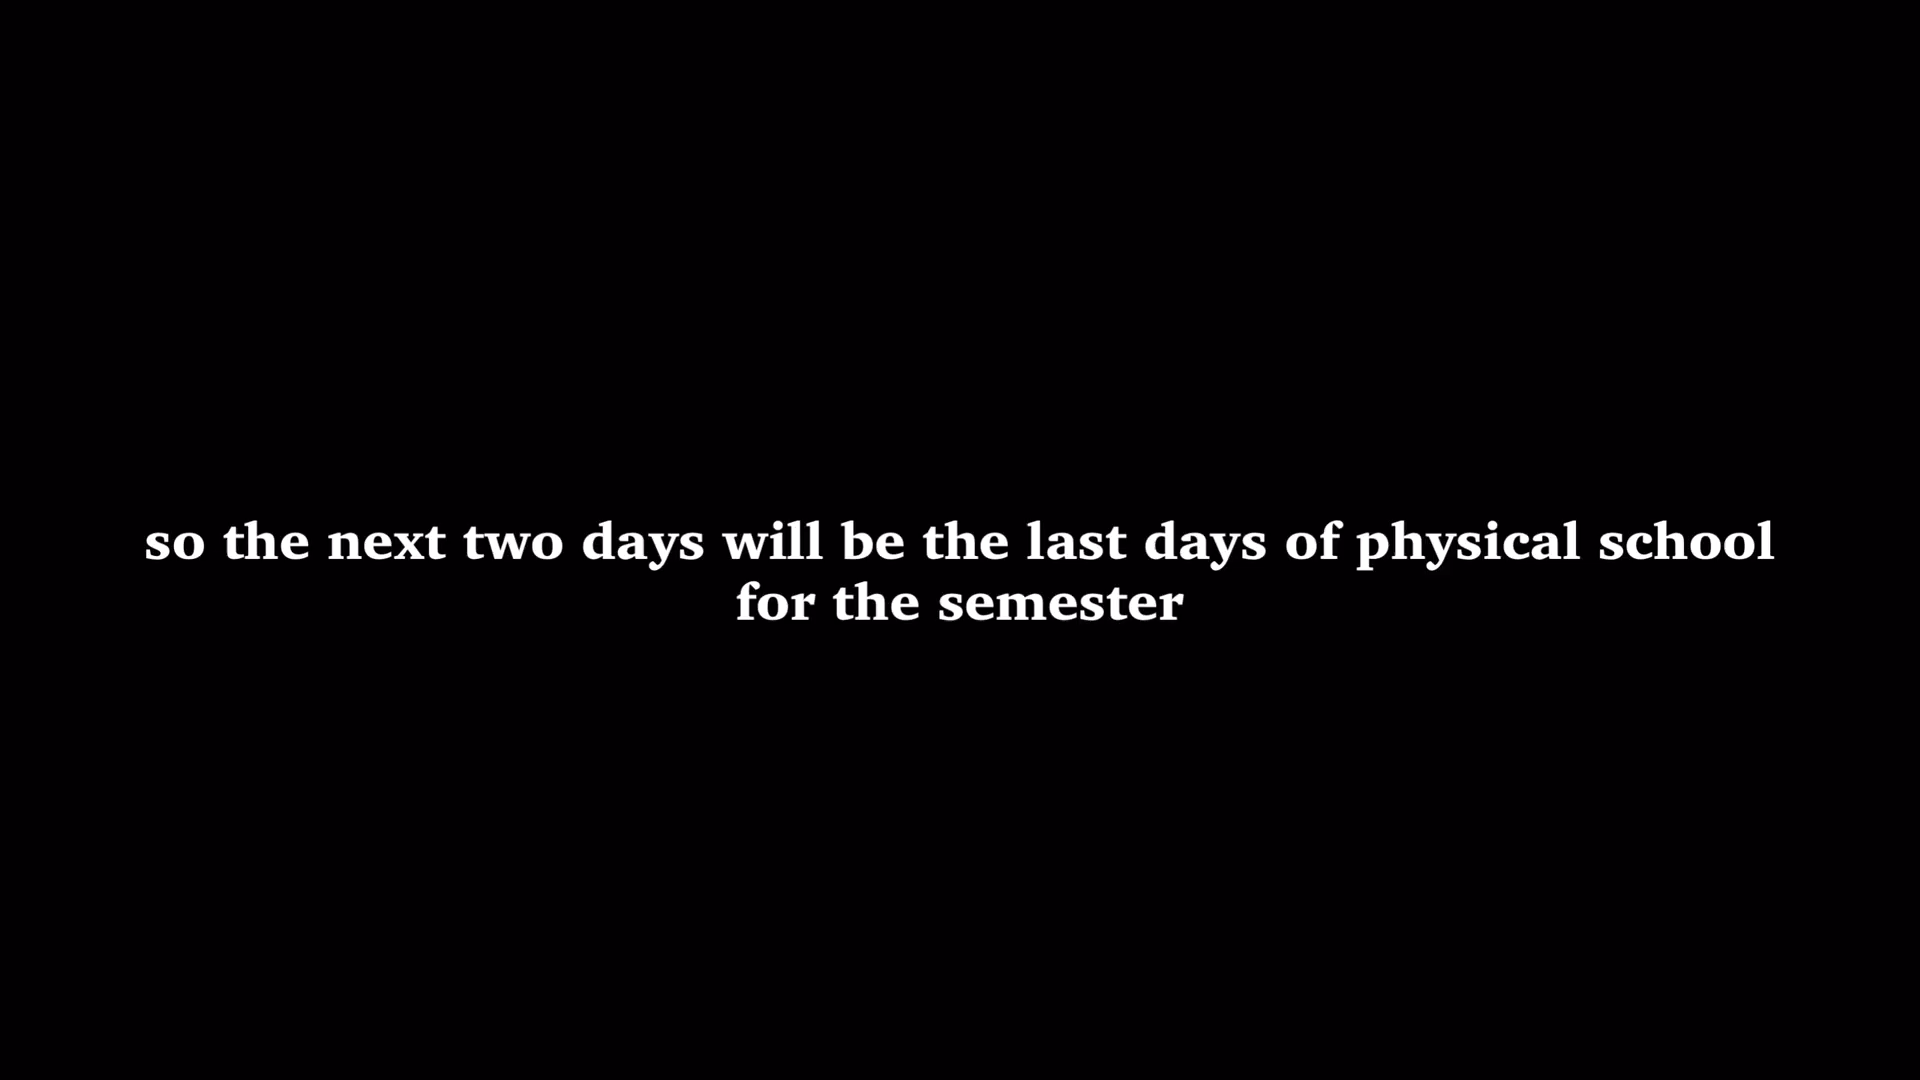 so the next two days will be the last days of physical school
for the semester